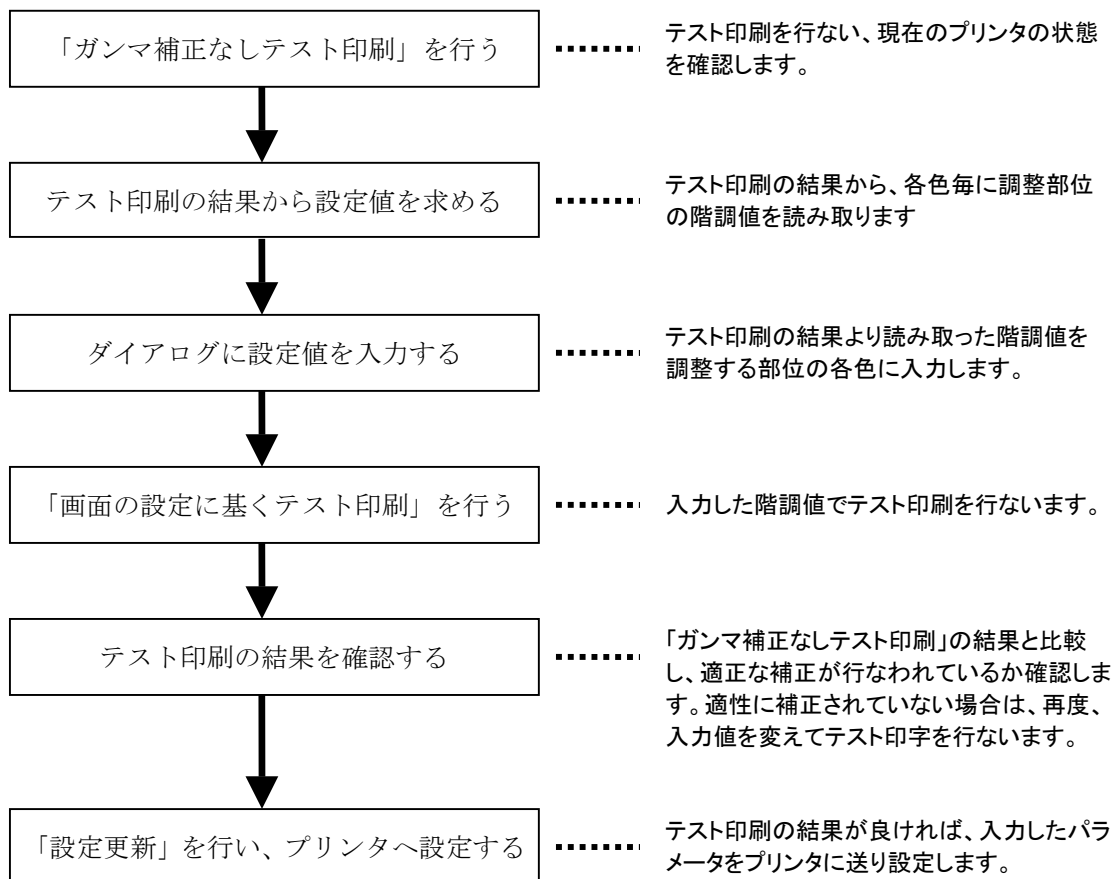 「ガンマ補正なしテスト印刷」を行う
テスト印刷を行ない、現在のプリンタの状態
を確認します。
テスト印刷の結果から設定値を求める
テスト印刷の結果から、各色毎に調整部位
の階調値を読み取ります
ダイアログに設定値を入力する
テスト印刷の結果より読み取った階調値を
調整する部位の各色に入力します。
「画面の設定に基くテスト印刷」を行う
入力した階調値でテスト印刷を行ないます。
テスト印刷の結果を確認する
「ガンマ補正なしテスト印刷」の結果と比較
し、適正な補正が行なわれているか確認しま
す。適性に補正されていない場合は、再度、
入力値を変えてテスト印字を行ないます。
「設定更新」を行い、プリンタへ設定する
テスト印刷の結果が良ければ、入力したパラ
メータをプリンタに送り設定します。